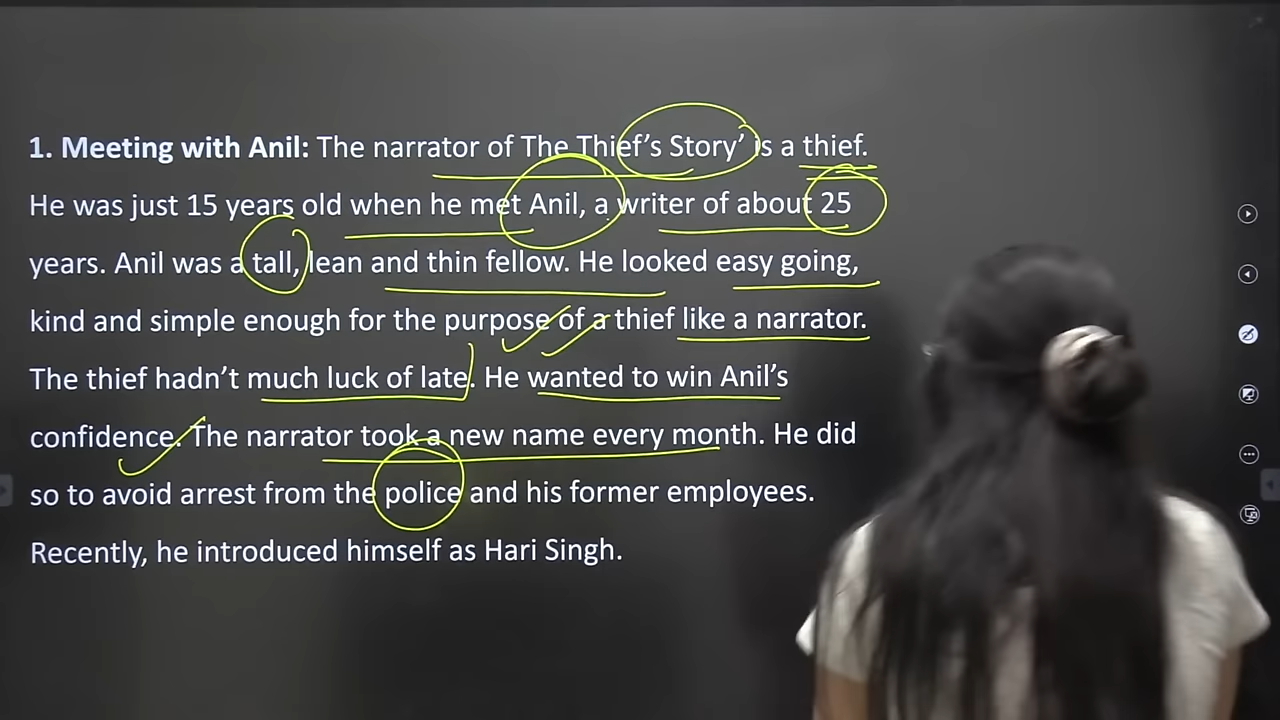 1. Meeting with Anil: The narrator of The Thief's Story' is a thief.
He was just 15 years old when he met Anil, a writer of about 25
years. Anil was a tall, lean and thin fellow. He looked easy going,
kind and simple enough for the purpose of a thief like a narrator.
The thief hadn't much luck of late. He wanted to win Anil's
confidence. The narrator took a new name every month. He did
so to avoid arrest from the police and his former employees.
Recently, he introduced himself as Hari Singh.